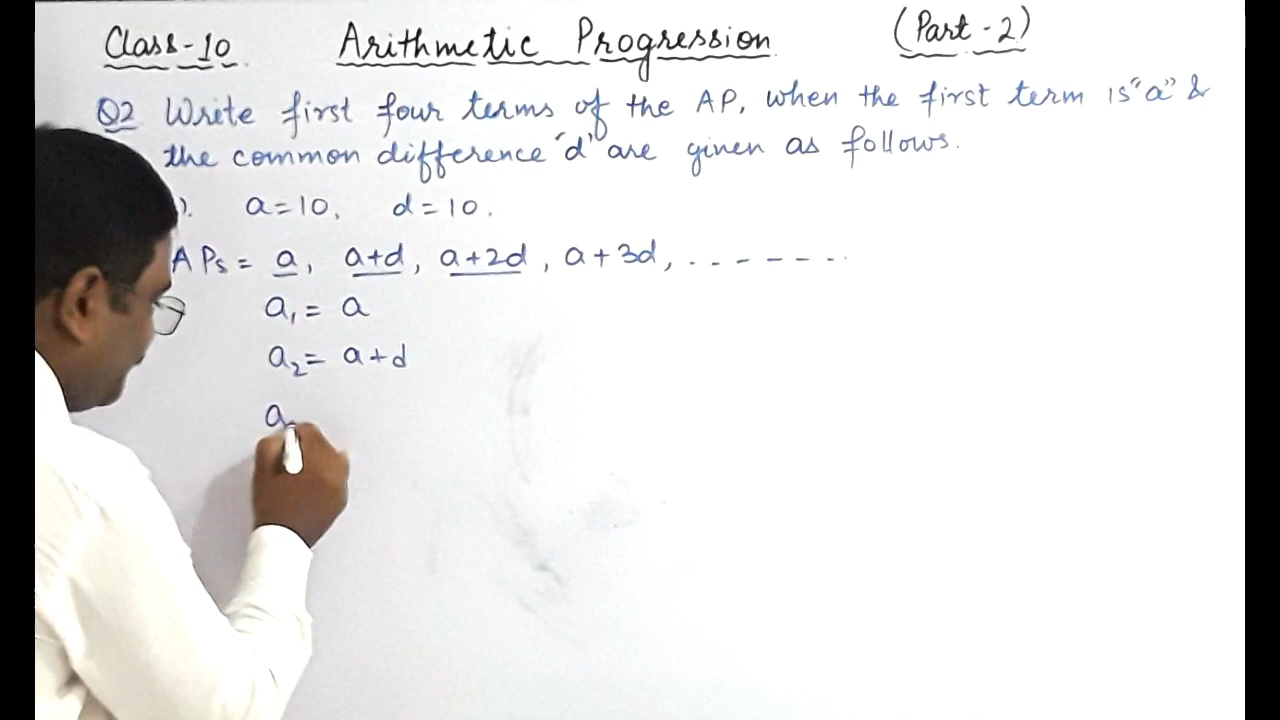 Class-10 Arithmetic Progression (Part-2)
Q2 Write first four terms of the AP, when the first term is "a" &
the common difference 'd' are given as follows.
). a=10, d=10.
APs = a, a+d, a+2d, a+3d, . - - - - - ..
a₁ = a
a₂ = a+d
a